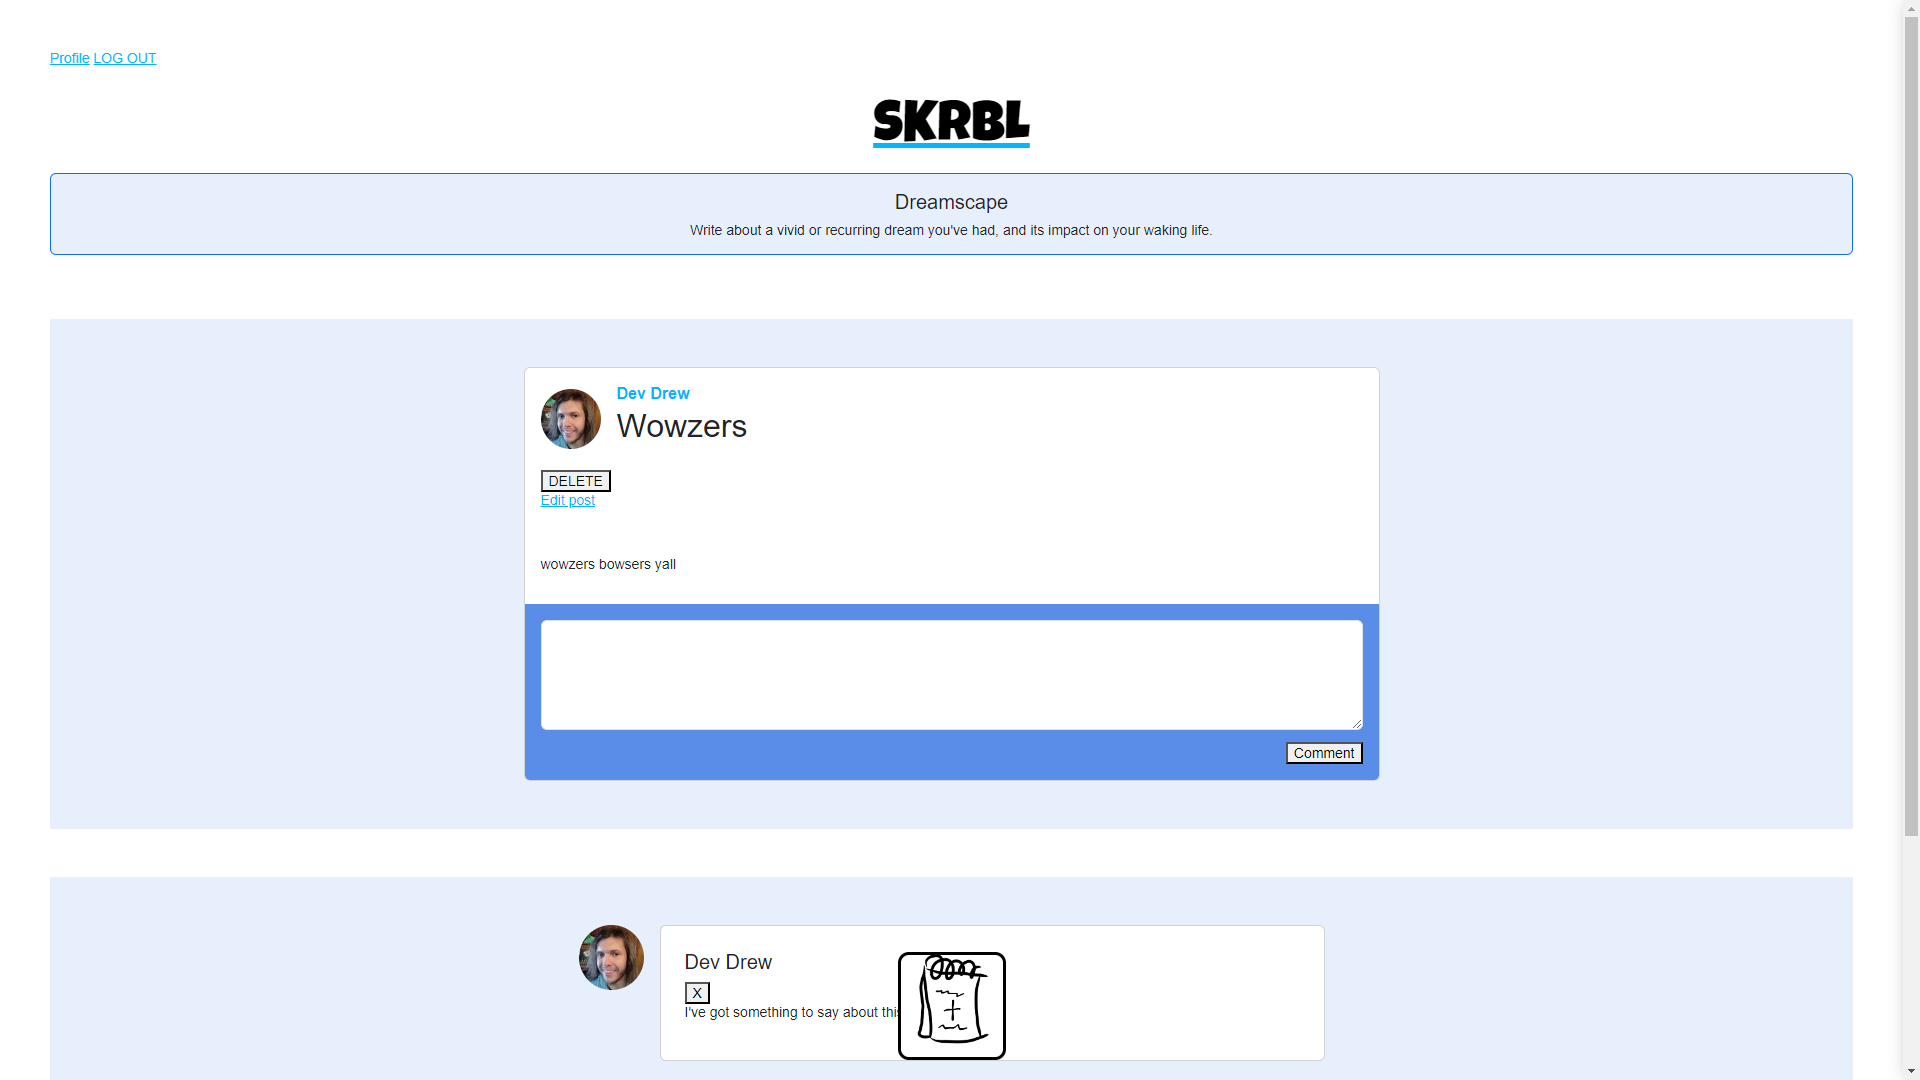 Profile LOG OUT
SKRBL
Dreamscape
Write about a vivid or recurring dream you've had, and its impact on your waking life.
Dev Drew
Wowzers
DELETE
Edit post
wowzers bowsers yall
Comment
Dev Drew
X
I've got something to say about this